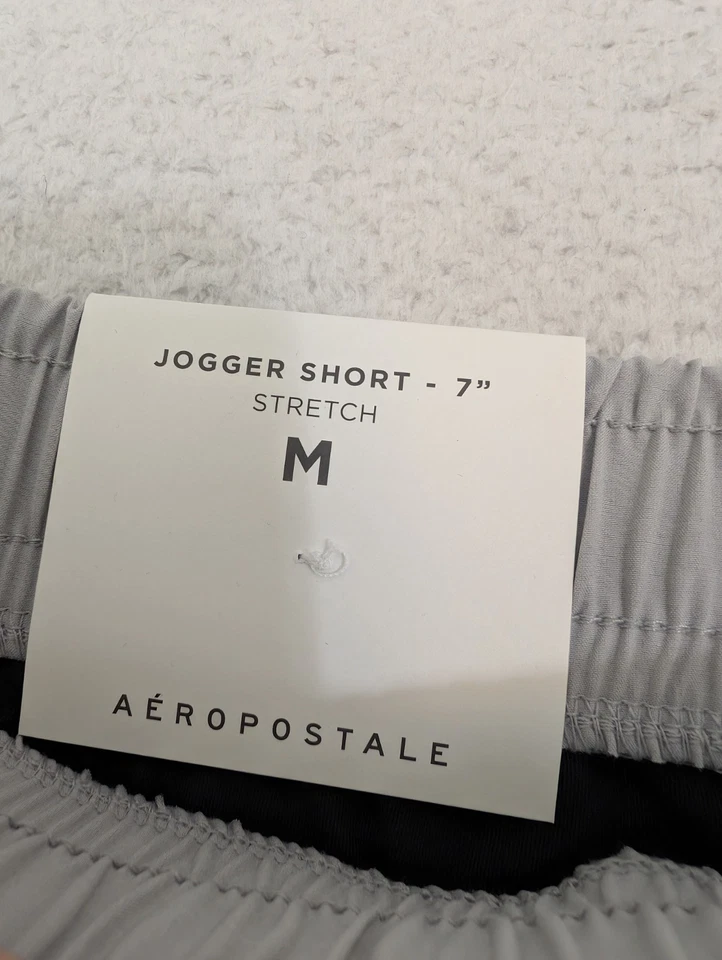 JOGGER SHORT - 7”
STRETCH
M
AÉROPOSTALE